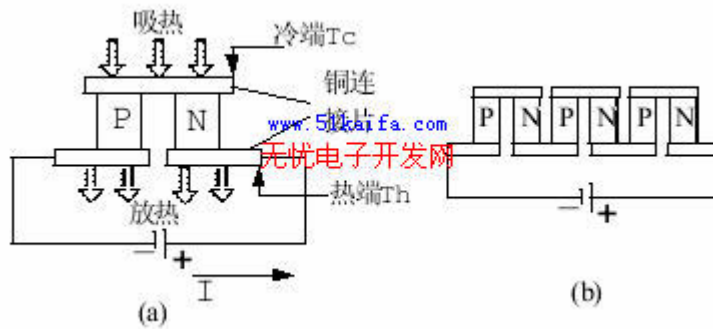 吸热
冷端Tc
铜连
接片
P N
www.51kaifa.com
无忧电子开发网
热端Th
放热
— +
I
(a)
P N P N P N
— +
(b)